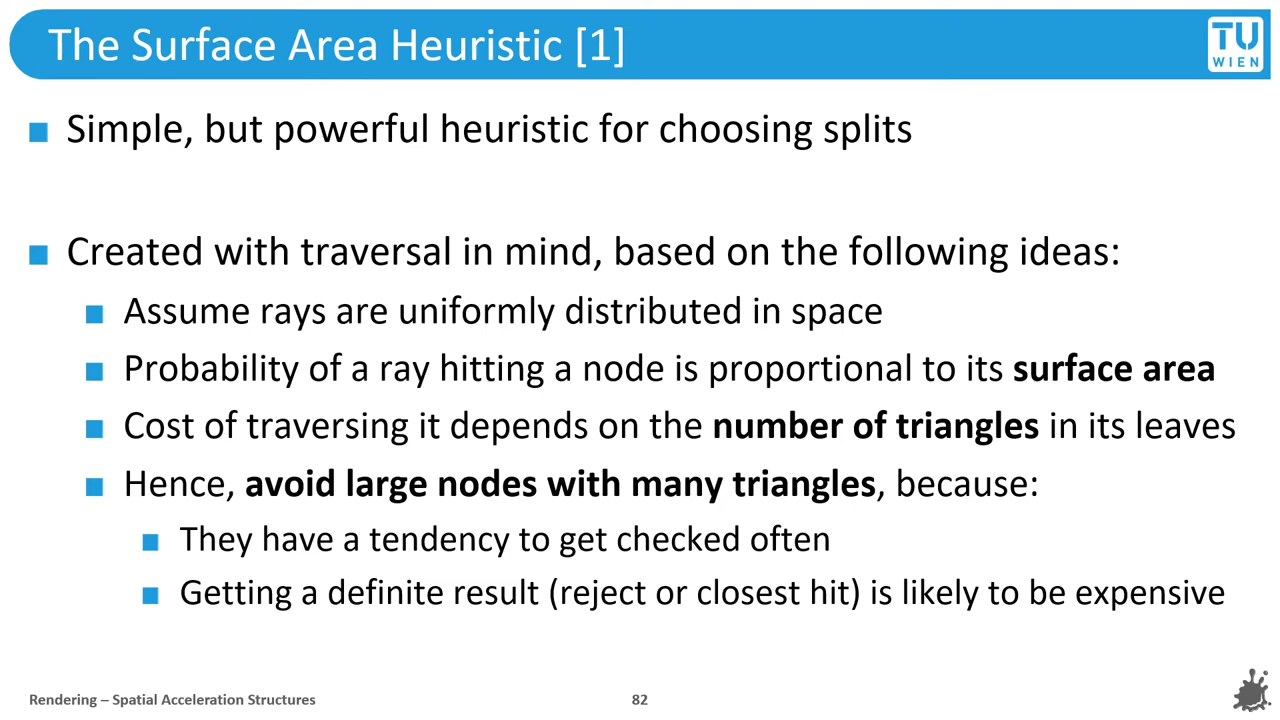 The Surface Area Heuristic [1]
TU
WIEN
Simple, but powerful heuristic for choosing splits
Created with traversal in mind, based on the following ideas:
Assume rays are uniformly distributed in space
Probability of a ray hitting a node is proportional to its surface area
Cost of traversing it depends on the number of triangles in its leaves
Hence, avoid large nodes with many triangles, because:
They have a tendency to get checked often
Getting a definite result (reject or closest hit) is likely to be expensive
Rendering – Spatial Acceleration Structures
82